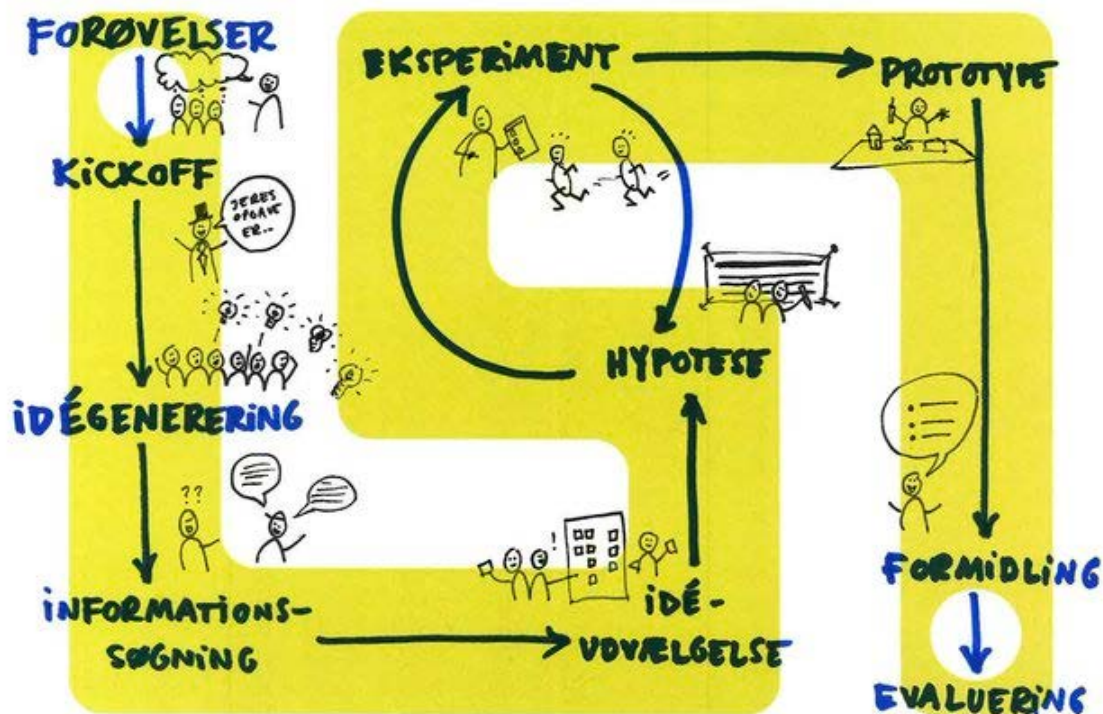 FORØVELSER
KiCKOFF
JERES
OPGAVE
ER...
iDÉGENERERiNG
??
iNFORMATiONS-
SØGNiNG
!
iDÉ-
UDVÆLGELSE
HYPOTESE
EKSPERiMENT
PROTOTYPE
FORMiDLiNG
EVALUERiNG